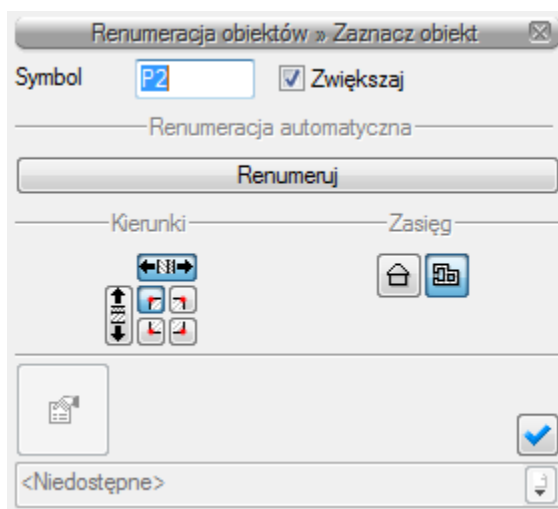 Renumeracja obiektów » Zaznacz obiekt
Symbol P2 Zwiększaj
Renumeracja automatyczna
Renumeruj
Kierunki Zasięg
<Niedostępne>